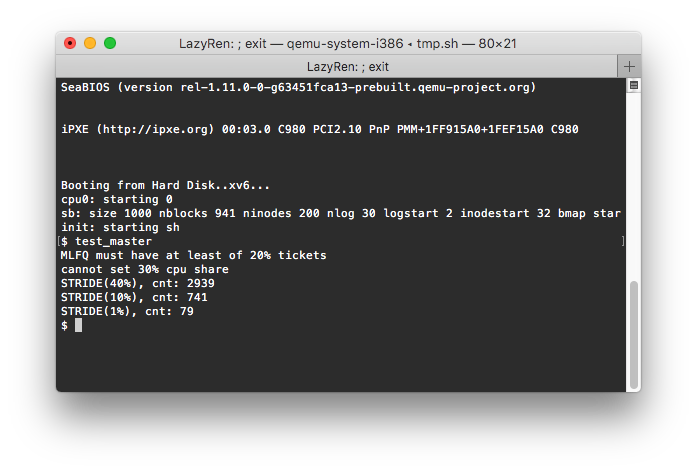 LazyRen: ; exit — qemu-system-i386 ◂ tmp.sh — 80×21
LazyRen: ; exit
SeaBIOS (version rel-1.11.0-0-g63451fca13-prebuilt.qemu-project.org)
iPXE (http://ipxe.org) 00:03.0 C980 PCI2.10 PnP PMM+1FF915A0+1FEF15A0 C980
Booting from Hard Disk..xv6...
cpu0: starting 0
sb: size 1000 nblocks 941 ninodes 200 nlog 30 logstart 2 inodestart 32 bmap star
init: starting sh
[$ test_master ]
MLFQ must have at least of 20% tickets
cannot set 30% cpu share
STRIDE(40%), cnt: 2939
STRIDE(10%), cnt: 741
STRIDE(1%), cnt: 79
$